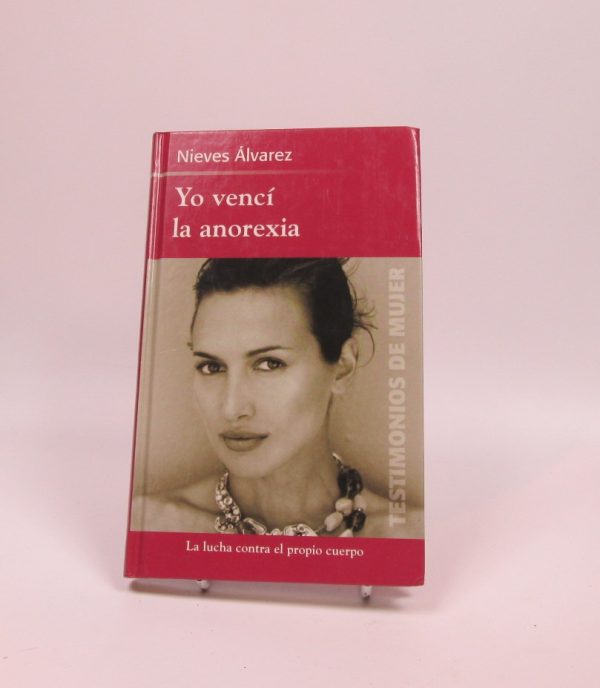 Nieves Álvarez
Yo vencí
la anorexia
TESTIMONIOS DE MUJER
La lucha contra el propio cuerpo